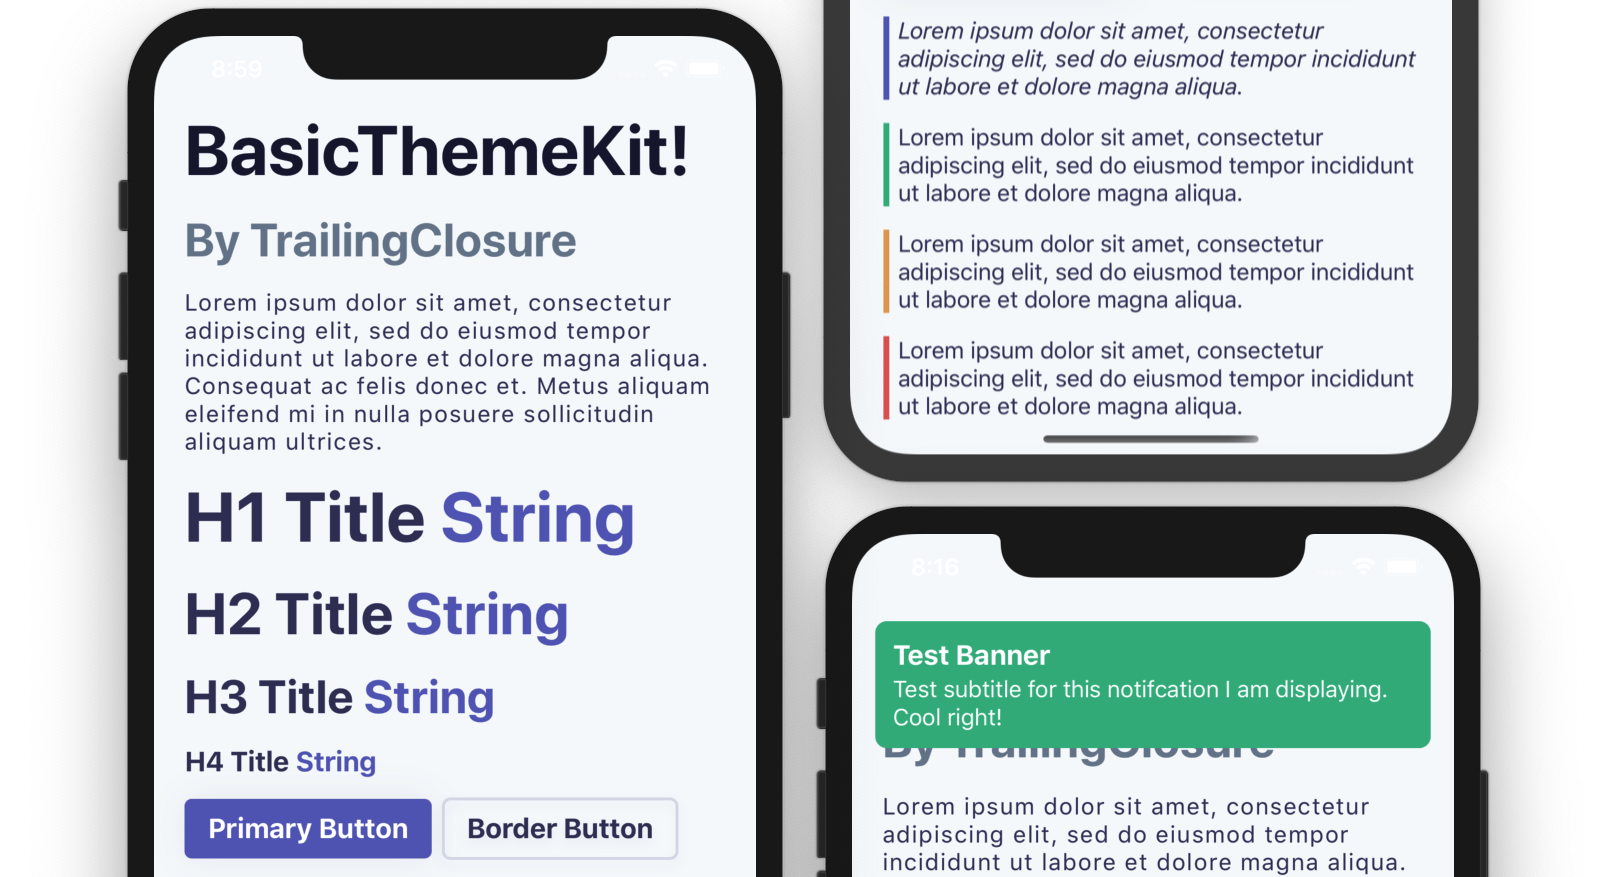 8:59
BasicThemeKit!
By TrailingClosure
Lorem ipsum dolor sit amet, consectetur
adipiscing elit, sed do eiusmod tempor
incididunt ut labore et dolore magna aliqua.
Consequat ac felis donec et. Metus aliquam
eleifend mi in nulla posuere sollicitudin
aliquam ultrices.
H1 Title String
H2 Title String
H3 Title String
H4 Title String
Primary Button
Border Button
Lorem ipsum dolor sit amet, consectetur
adipiscing elit, sed do eiusmod tempor incididunt
ut labore et dolore magna aliqua.
Lorem ipsum dolor sit amet, consectetur
adipiscing elit, sed do eiusmod tempor incididunt
ut labore et dolore magna aliqua.
Lorem ipsum dolor sit amet, consectetur
adipiscing elit, sed do eiusmod tempor incididunt
ut labore et dolore magna aliqua.
Lorem ipsum dolor sit amet, consectetur
adipiscing elit, sed do eiusmod tempor incididunt
ut labore et dolore magna aliqua.
8:16
Test Banner
Test subtitle for this notifcation I am displaying.
Cool right!
By TrailingClosure
Lorem ipsum dolor sit amet, consectetur
adipiscing elit, sed do eiusmod tempor
incididunt ut labore et dolore magna aliqua.